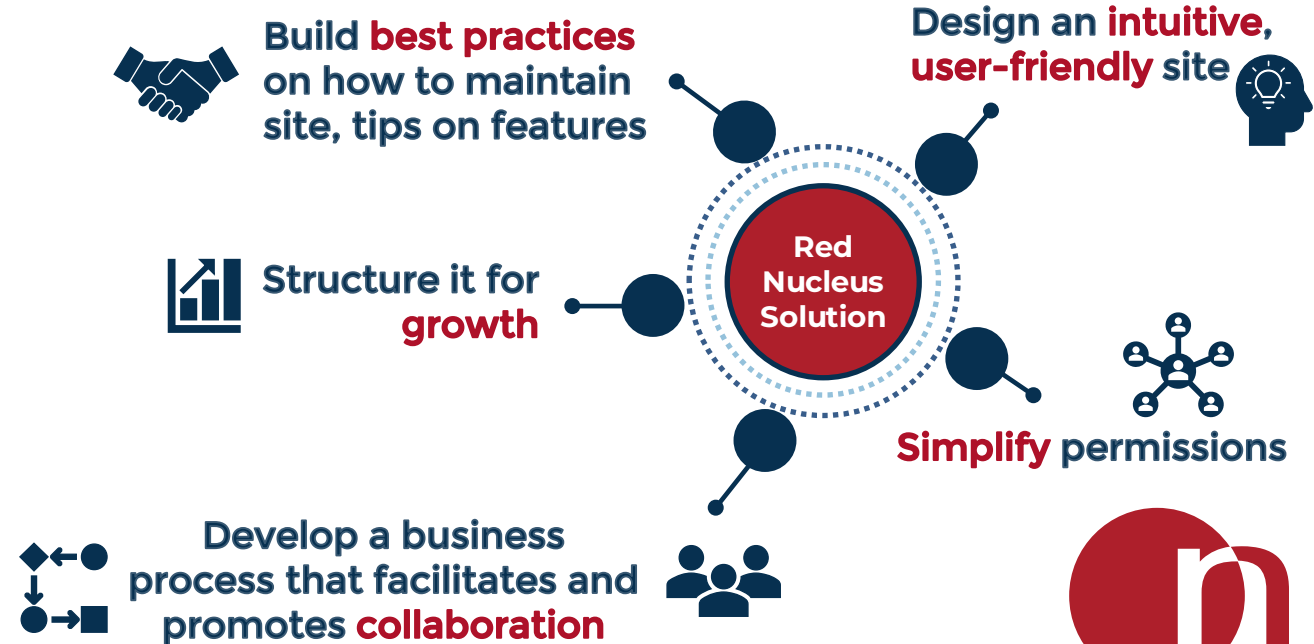 Build best practices
on how to maintain
site, tips on features
Design an intuitive,
user-friendly site
Red
Nucleus
Solution
Structure it for
growth
Simplify permissions
Develop a business
process that facilitates and
promotes collaboration
n